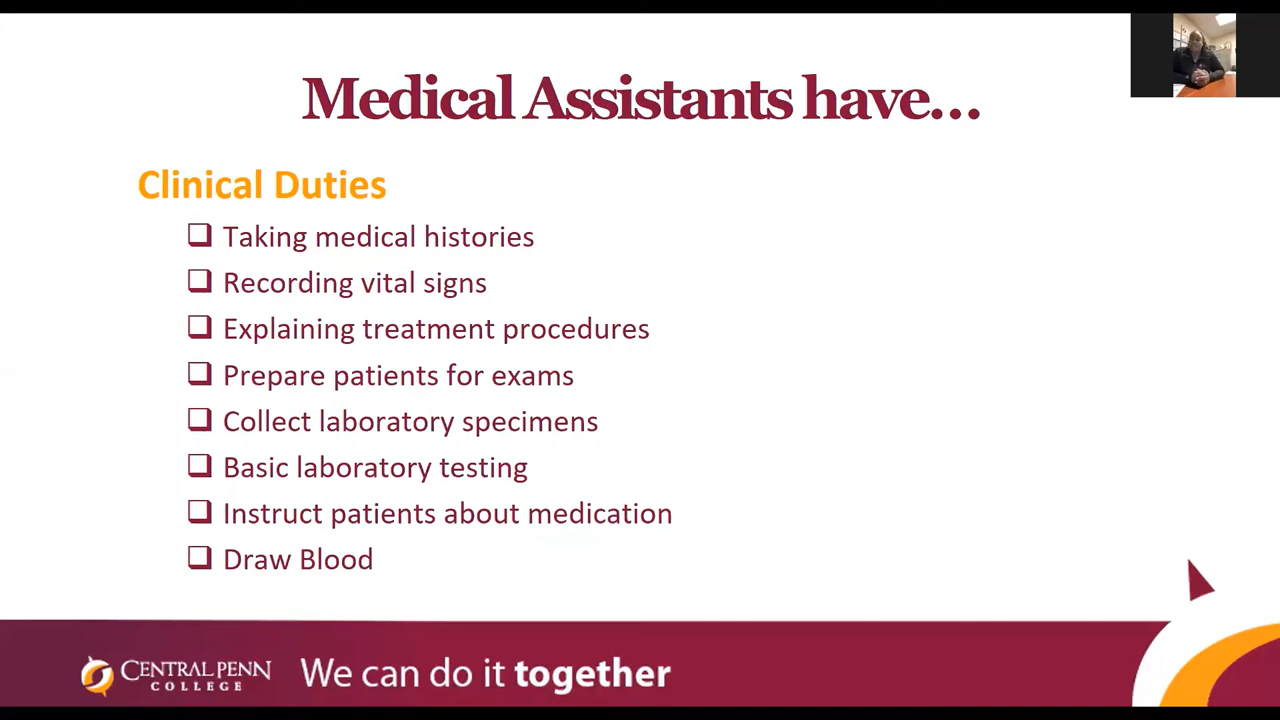 Medical Assistants have...
Clinical Duties
Taking medical histories
Recording vital signs
Explaining treatment procedures
Prepare patients for exams
Collect laboratory specimens
Basic laboratory testing
Instruct patients about medication
Draw Blood
CENTRAL PENN
COLLEGE
We can do it together